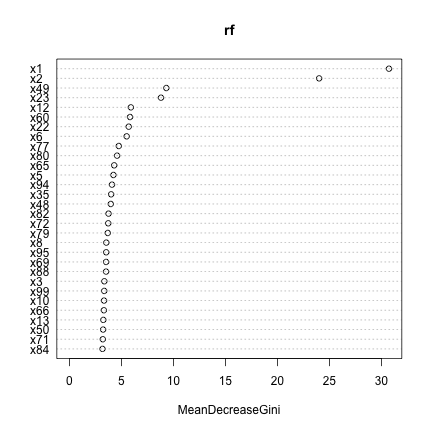 rf
x1
x2
x49
x23
x12
x60
x22
x6
x77
x80
x65
x5
x94
x35
x48
x82
x72
x79
x8
x95
x69
x88
x3
x99
x10
x66
x13
x50
x71
x84
0 5 10 15 20 25 30
MeanDecreaseGini